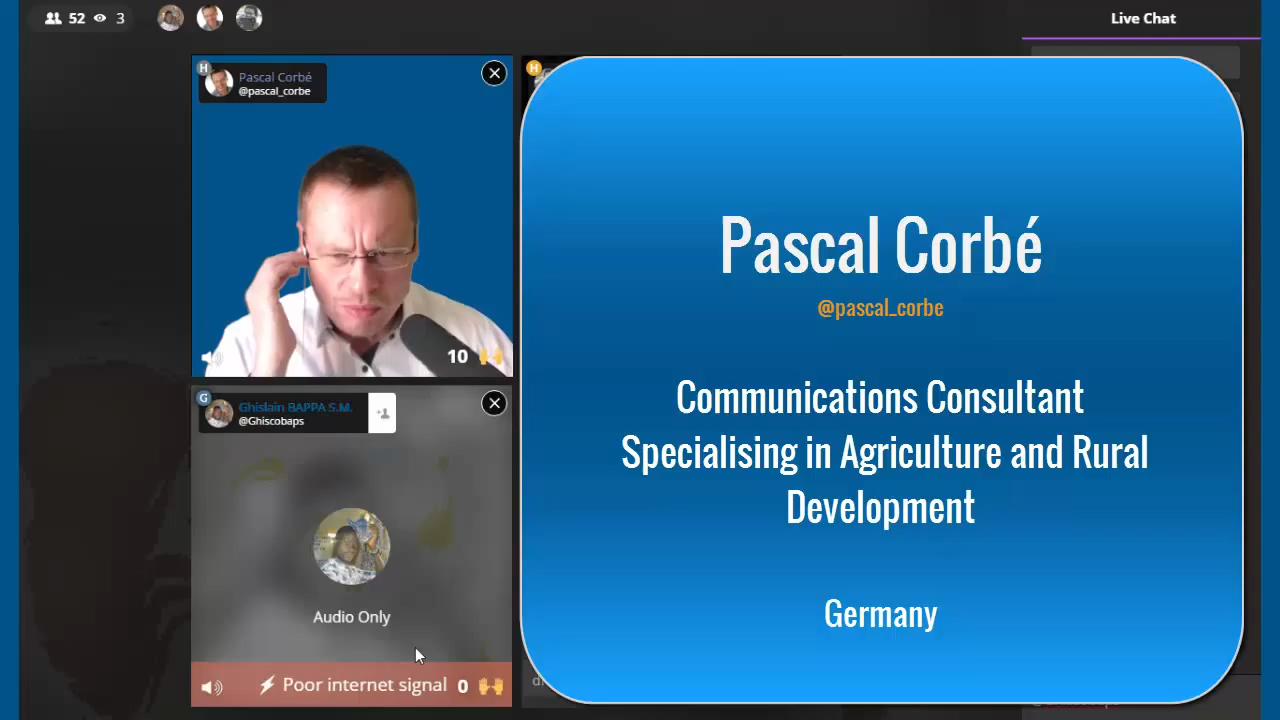 52 3
Live Chat
H
Pascal Corbé
@pascal_corbe
H
10
G
Ghislain BAPPA S.M.
@Ghiscobaps
Audio Only
Poor internet signal 0
Pascal Corbé
@pascal_corbe
Communications Consultant
Specialising in Agriculture and Rural
Development
Germany